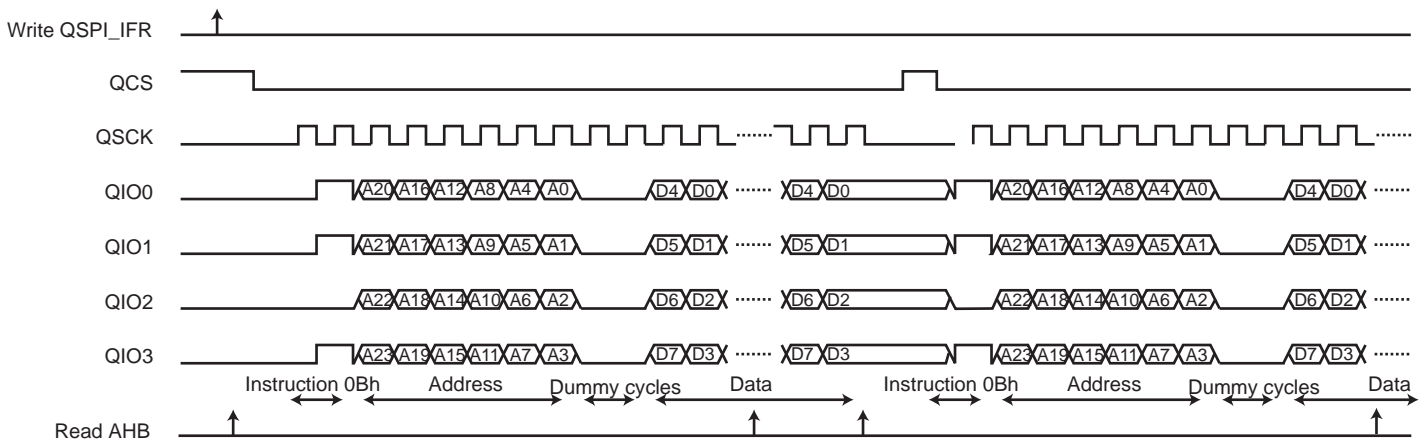 Write QSPI_IFR
QCS
QSCK
QIO0 A20 A16 A12 A8 A4 A0 D4 D0 D4 D0 A20 A16 A12 A8 A4 A0 D4 D0
QIO1 A21 A17 A13 A9 A5 A1 D5 D1 D5 D1 A21 A17 A13 A9 A5 A1 D5 D1
QIO2 A22 A18 A14 A10 A6 A2 D6 D2 D6 D2 A22 A18 A14 A10 A6 A2 D6 D2
QIO3 A23 A19 A15 A11 A7 A3 D7 D3 D7 D3 A23 A19 A15 A11 A7 A3 D7 D3
Instruction 0Bh Address Dummy cycles Data Instruction 0Bh Address Dummy cycles Data
Read AHB